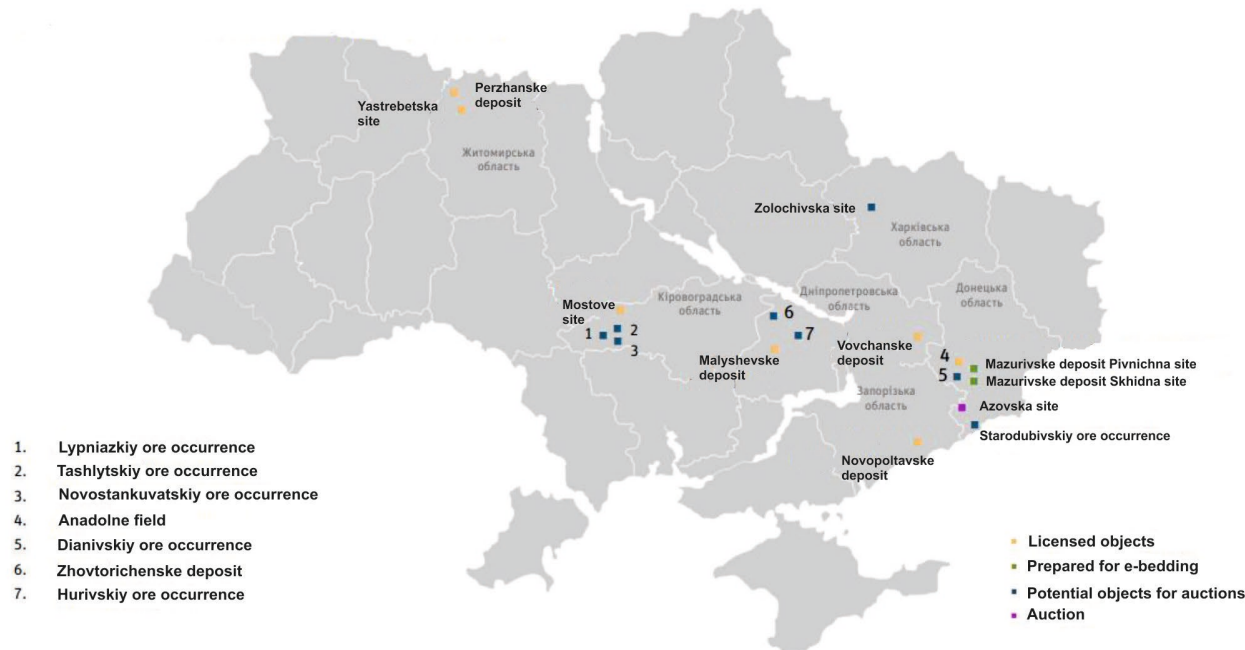 Perzhanske
deposit
Yastrebetska
site
Житомирська
область
Zolochivska site
Харківська
область
Mostove
site
Кіровоградська
область
Дніпропетровська
область
Донецька
область
6
1
2
3
7
Malyshevske
deposit
Vovchanske
deposit
4
5
Mazurivske deposit Pivnichna site
Mazurivske deposit Skhidna site
Запорізька
область
Azovska site
Starodubivskiy ore occurrence
Novopoltavske
deposit
1. Lypniazkiy ore occurrence
2. Tashlytskiy ore occurrence
3. Novostankuvatskiy ore occurrence
4. Anadolne field
5. Dianivskiy ore occurrence
6. Zhovtorichenske deposit
7. Hurivskiy ore occurrence
Licensed objects
Prepared for e-bedding
Potential objects for auctions
Auction